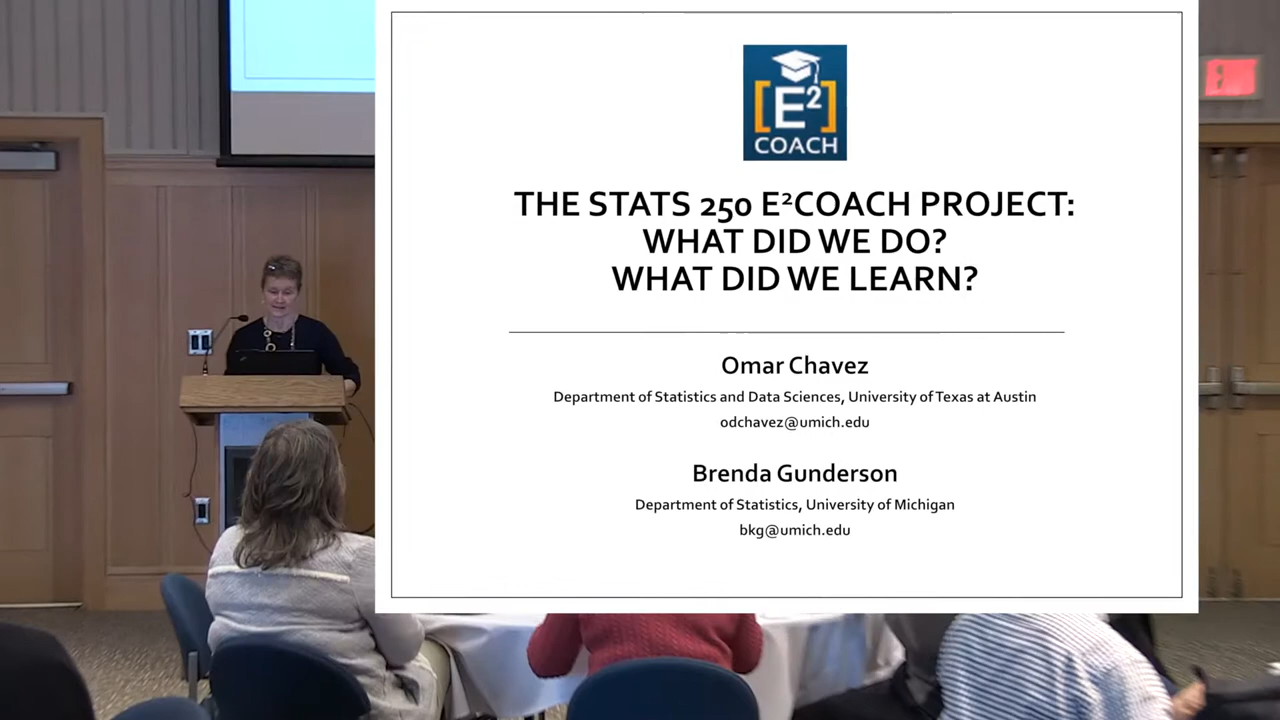 [E²]
COACH
THE STATS 250 E²COACH PROJECT:
WHAT DID WE DO?
WHAT DID WE LEARN?
Omar Chavez
Department of Statistics and Data Sciences, University of Texas at Austin
odchavez@umich.edu
Brenda Gunderson
Department of Statistics, University of Michigan
bkg@umich.edu